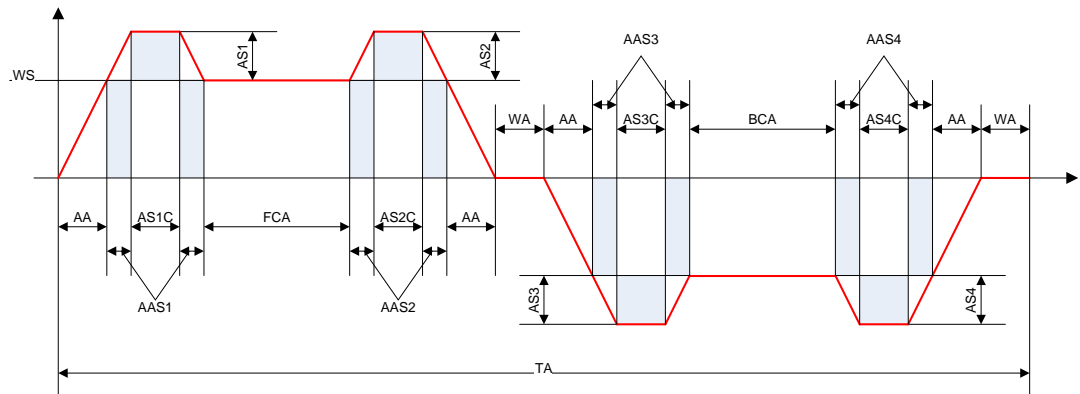 AS1
AS2
AAS3
AAS4
WS
WA
AA
AS3C
BCA
AS4C
AA
WA
AA
AS1C
FCA
AS2C
AA
AAS1
AAS2
AS3
AS4
TA